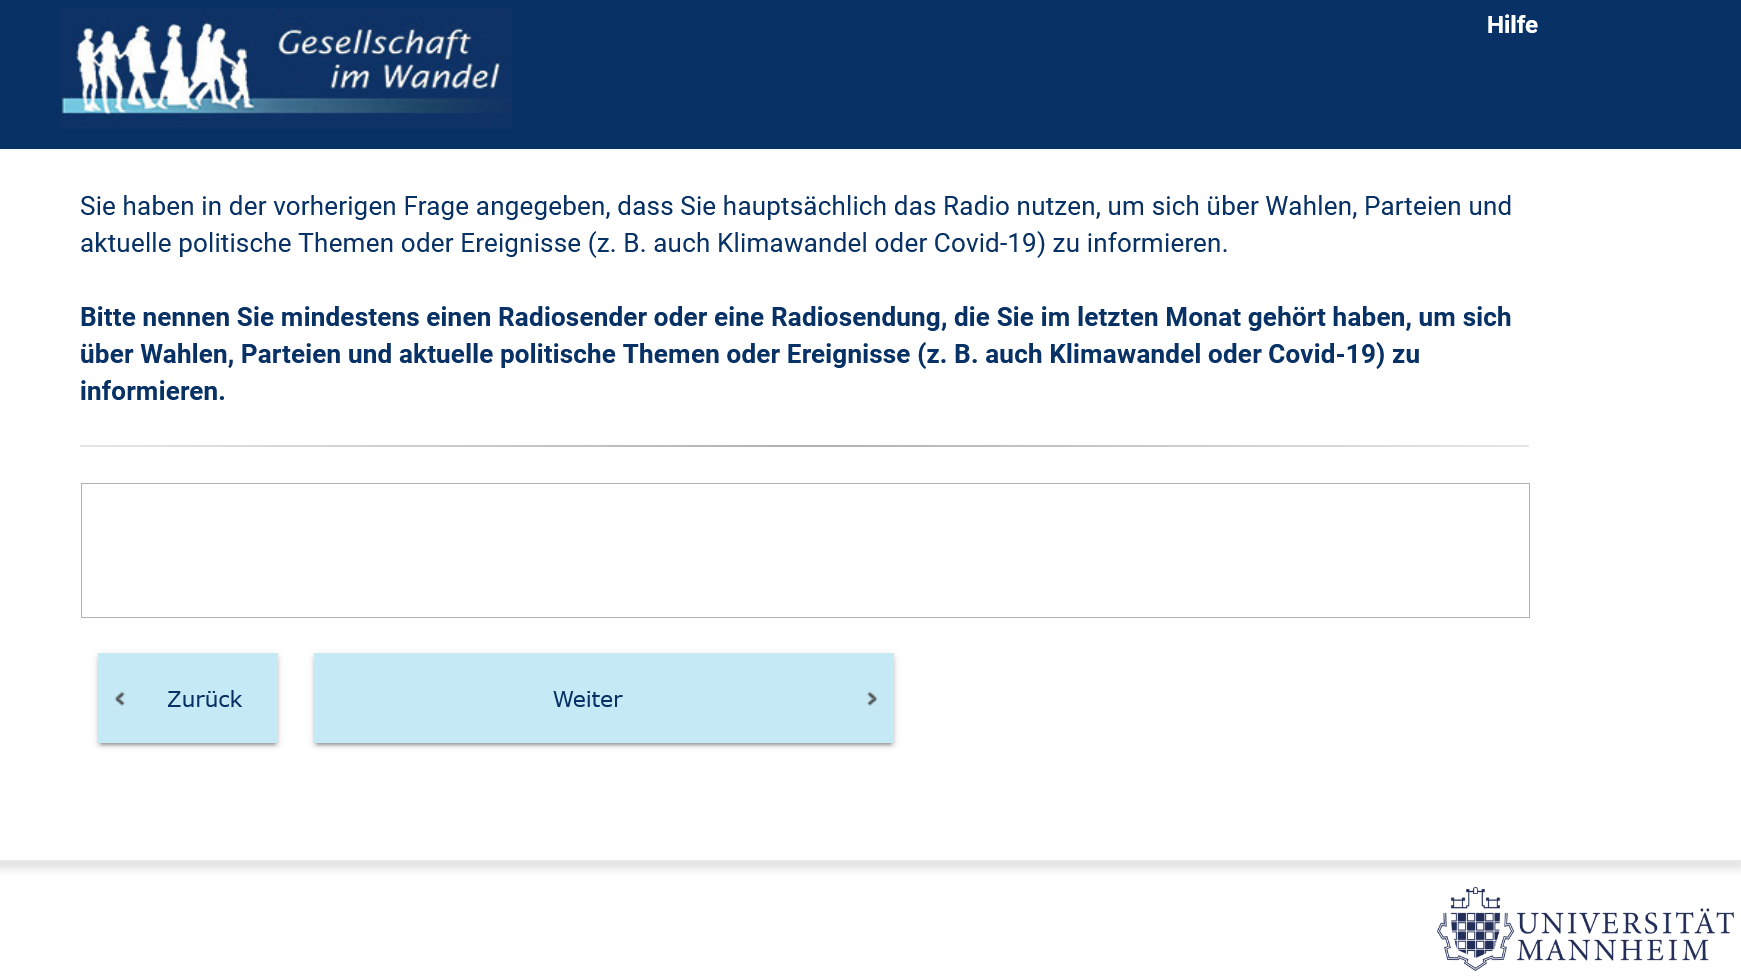 Gesellschaft
im Wandel
Hilfe
Sie haben in der vorherigen Frage angegeben, dass Sie hauptsächlich das Radio nutzen, um sich über Wahlen, Parteien und
aktuelle politische Themen oder Ereignisse (z. B. auch Klimawandel oder Covid-19) zu informieren.
Bitte nennen Sie mindestens einen Radiosender oder eine Radiosendung, die Sie im letzten Monat gehört haben, um sich
über Wahlen, Parteien und aktuelle politische Themen oder Ereignisse (z. B. auch Klimawandel oder Covid-19) zu
informieren.
Zurück
Weiter
UNIVERSITÄT
MANNHEIM